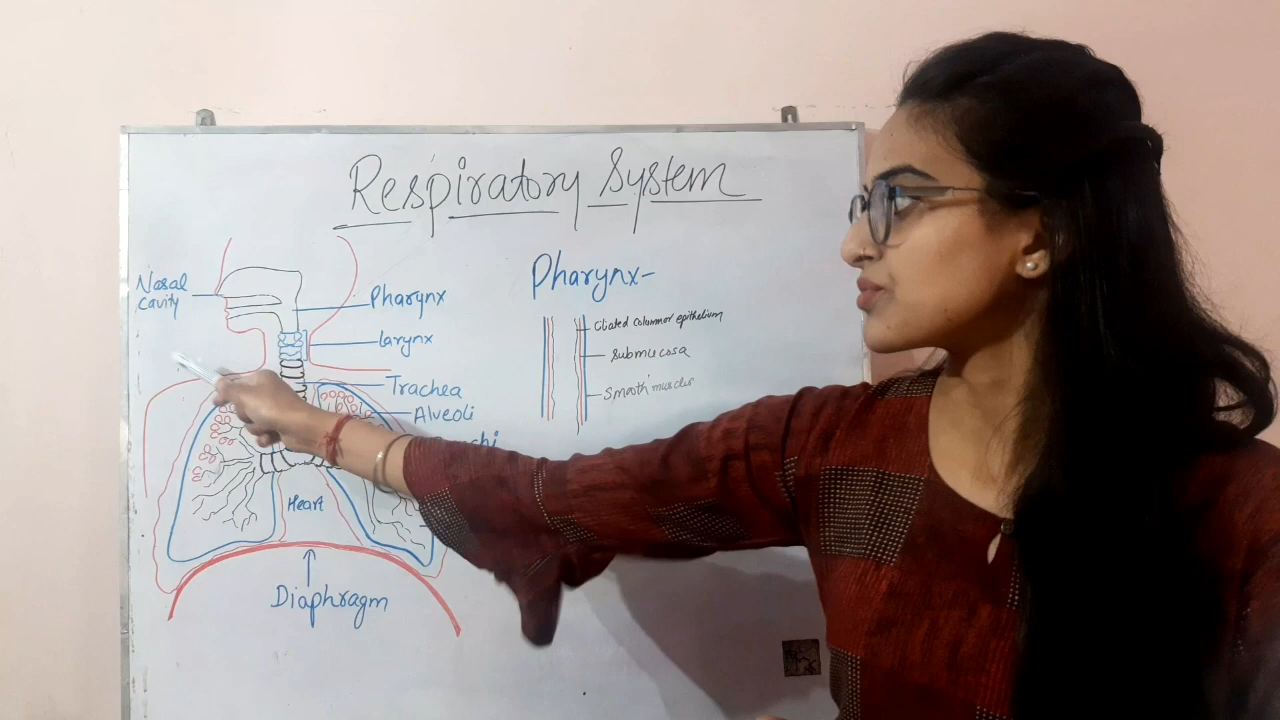 Respiratory System
Nasal
cavity
Pharynx
larynx
Trachea
Alveoli
Heart
Diaphragm
Pharynx-
Ciliated Columnar epithelium
Submucosa
Smooth muscles